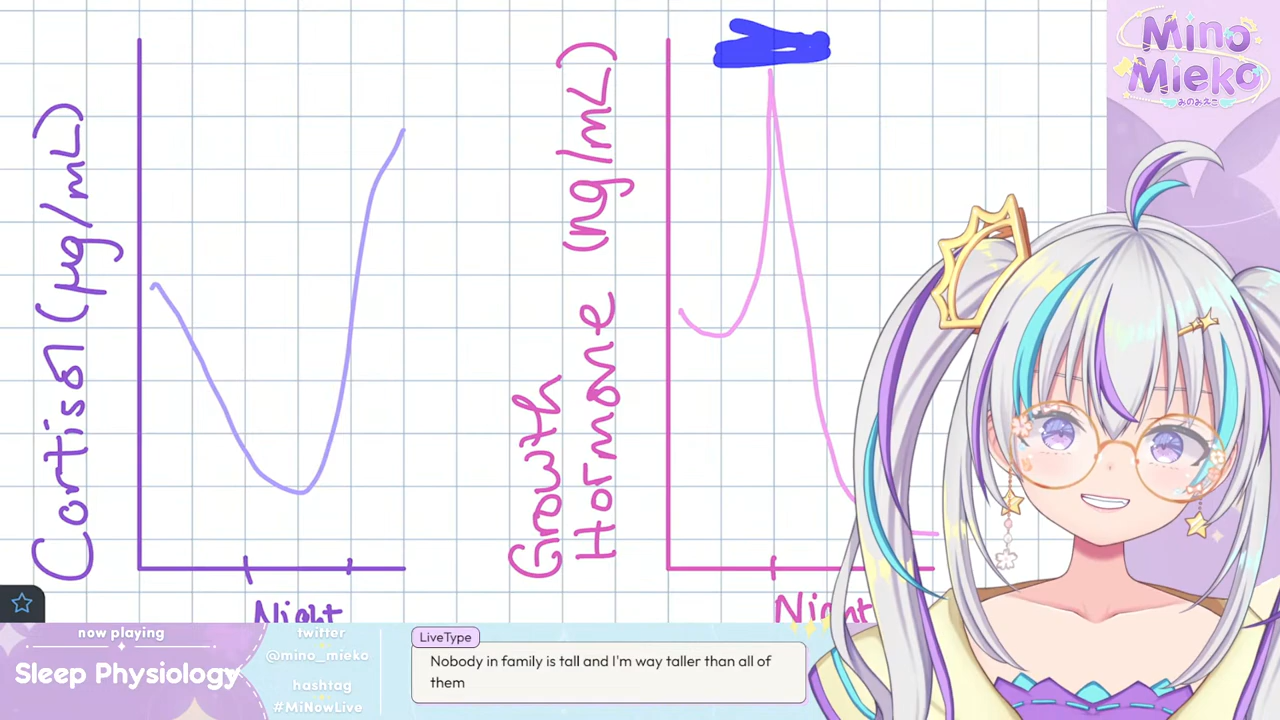 Cortisol (µg/mL)
Night
Growth
Hormone (ng/mL)
Night
Mino
Mieko
みのみえこ
now playing
Sleep Physiology
twitter
@mino_mieko
hashtag
#MiNowLive
LiveType
Nobody in family is tall and I'm way taller than all of
them